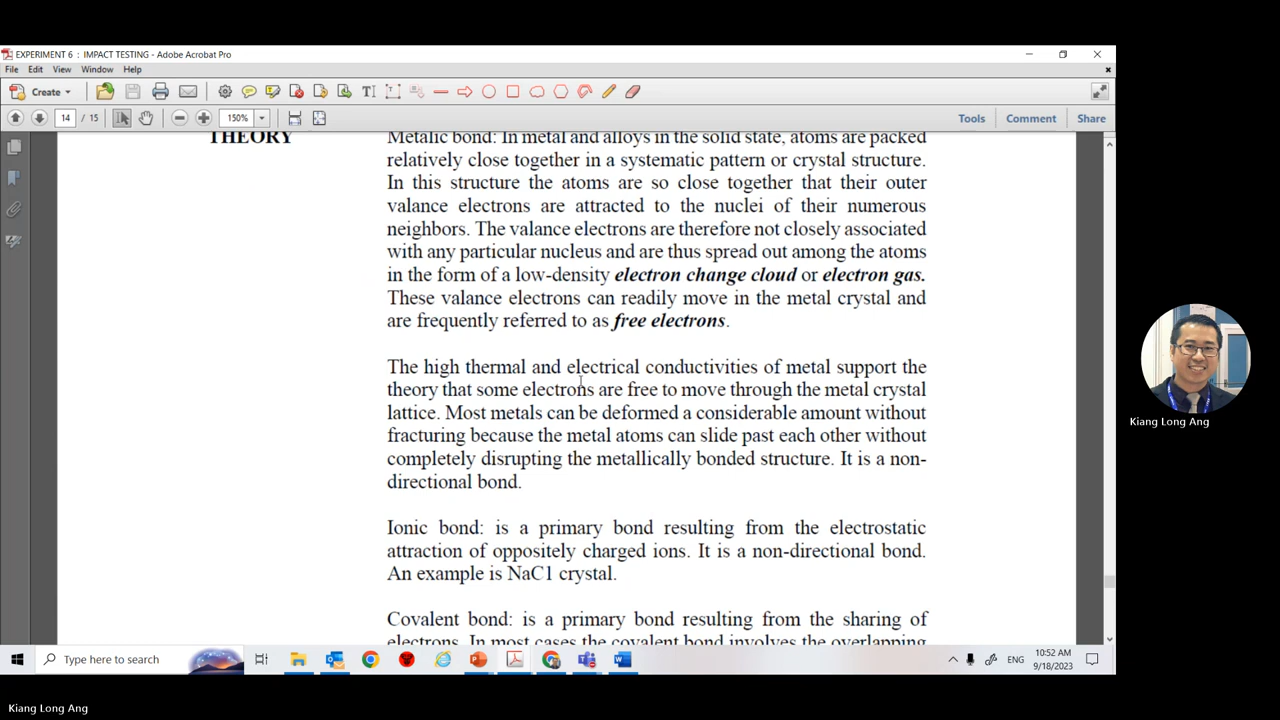 EXPERIMENT 6 : IMPACT TESTING - Adobe Acrobat Pro
File Edit View Window Help
Create
14 / 15 150% Tools Comment Share
THEORY
Metalic bond: In metal and alloys in the solid state, atoms are packed
relatively close together in a systematic pattern or crystal structure.
In this structure the atoms are so close together that their outer
valance electrons are attracted to the nuclei of their numerous
neighbors. The valance electrons are therefore not closely associated
with any particular nucleus and are thus spread out among the atoms
in the form of a low-density electron change cloud or electron gas.
These valance electrons can readily move in the metal crystal and
are frequently referred to as free electrons.
The high thermal and electrical conductivities of metal support the
theory that some electrons are free to move through the metal crystal
lattice. Most metals can be deformed a considerable amount without
fracturing because the metal atoms can slide past each other without
completely disrupting the metallically bonded structure. It is a non-
directional bond.
Ionic bond: is a primary bond resulting from the electrostatic
attraction of oppositely charged ions. It is a non-directional bond.
An example is NaC1 crystal.
Covalent bond: is a primary bond resulting from the sharing of
electrons. In most cases the covalent bond involves the overlapping
Kiang Long Ang
Type here to search
ENG
10:52 AM
9/18/2023
Kiang Long Ang